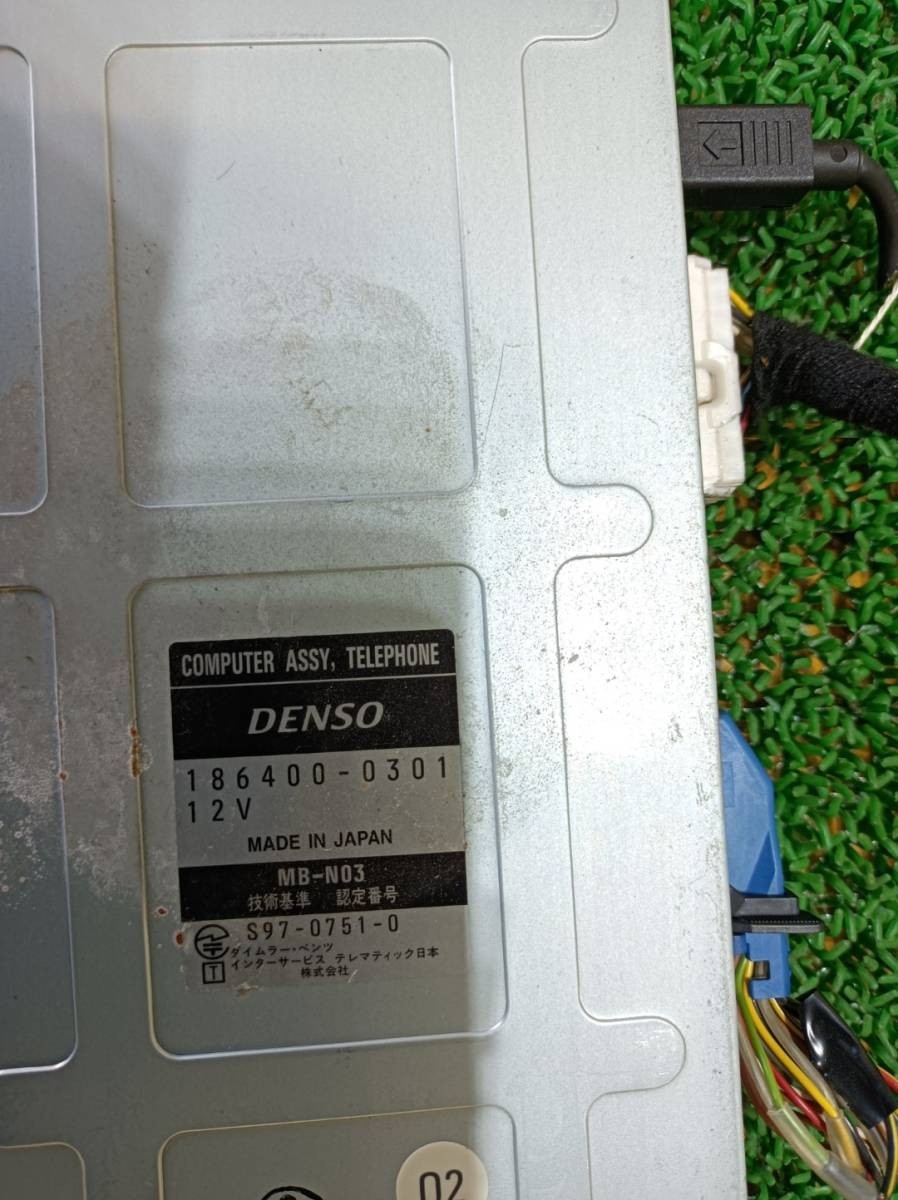 COMPUTER ASSY, TELEPHONE
DENSO
186400-0301
12V
MADE IN JAPAN
MB-N03
技術基準 認定番号
S97-0751-0
ダイムラー・ベンツ
T インターサービス テレマティック日本
株式会社
02